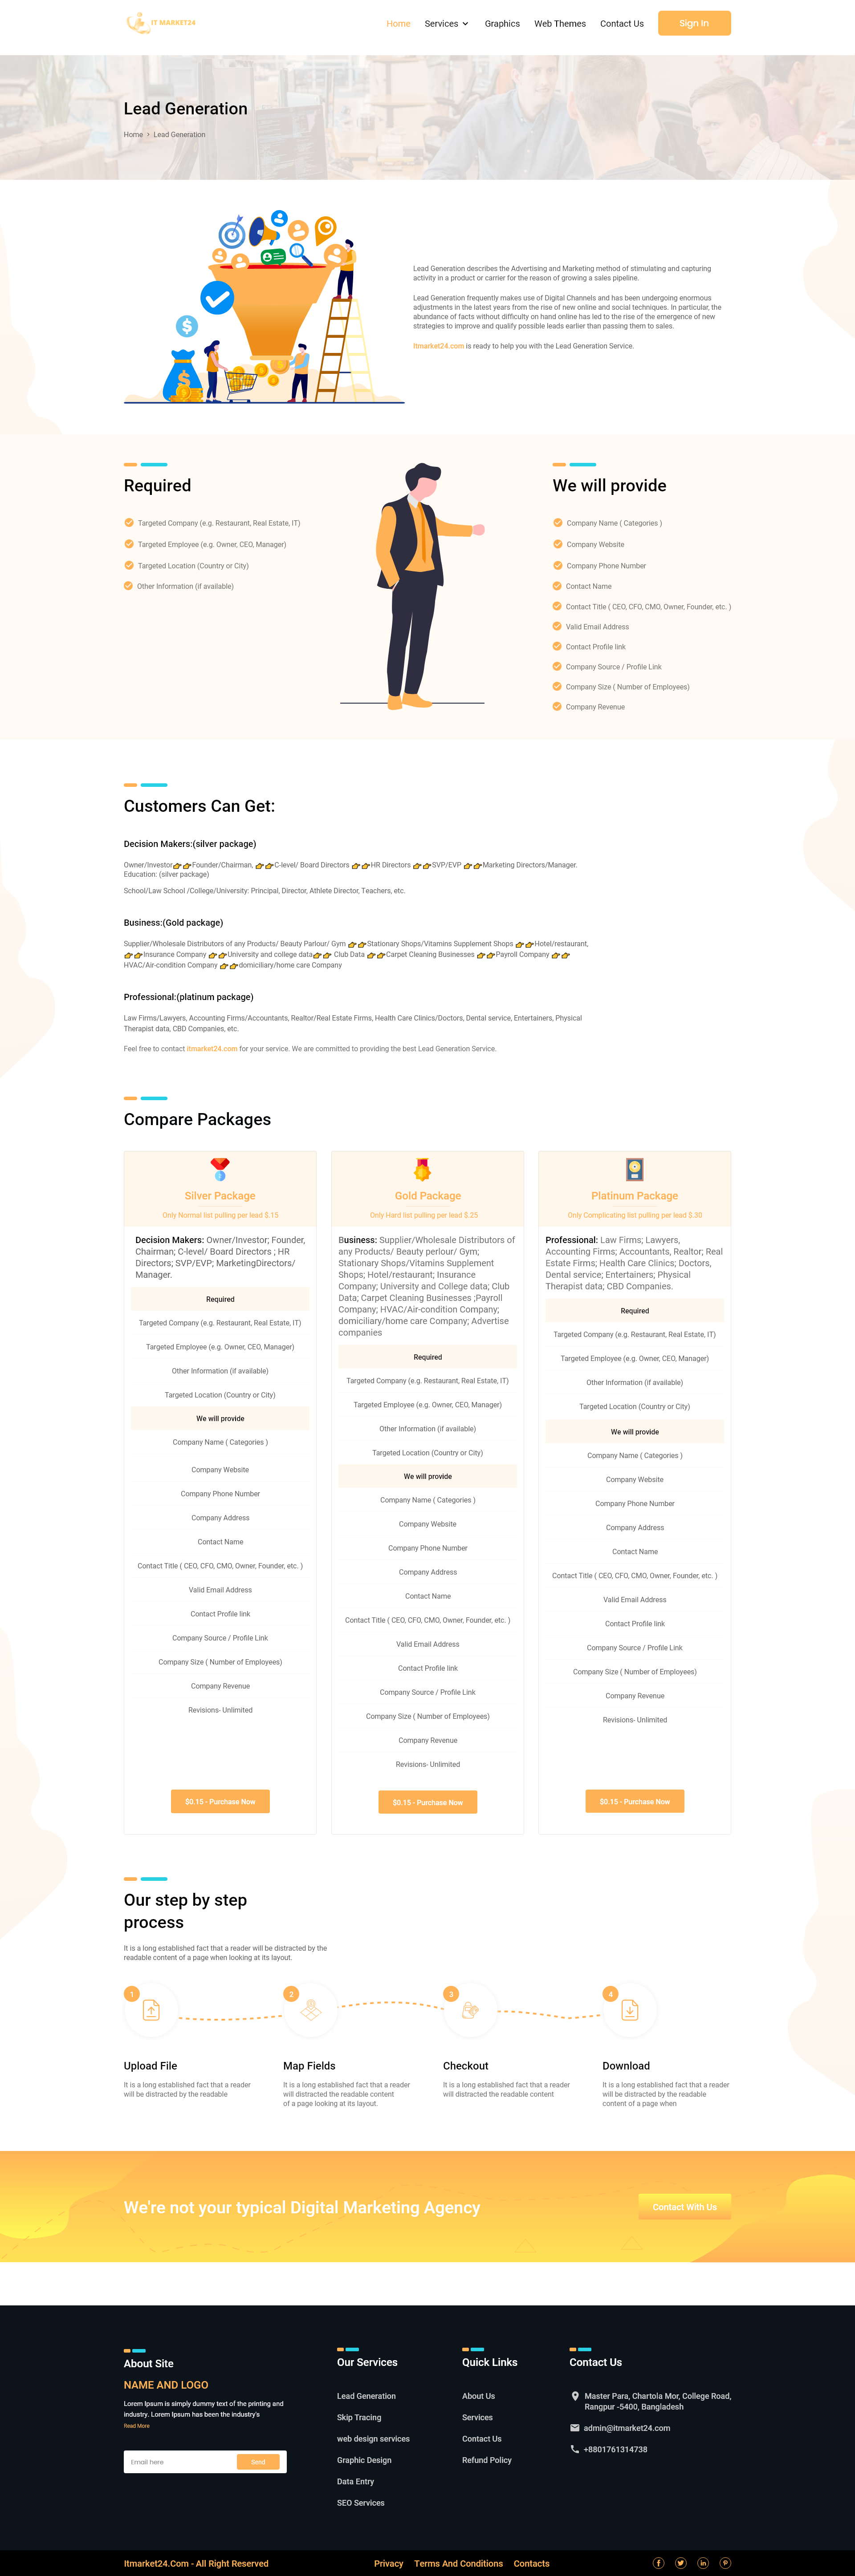 IT MARKET24
Home
Services
Graphics
Web Themes
Contact Us
Sign In
Lead Generation
Home > Lead Generation
Lead Generation describes the Advertising and Marketing method of stimulating and capturing
activity in a product or carrier for the reason of growing a sales pipeline.
Lead Generation frequently makes use of Digital Channels and has been undergoing enormous
adjustments in the latest years from the rise of new online and social techniques. In particular, the
abundance of facts without difficulty on hand online has led to the rise of the emergence of new
strategies to improve and qualify possible leads earlier than passing them to sales.
Itmarket24.com is ready to help you with the Lead Generation Service.
Required
Targeted Company (e.g. Restaurant, Real Estate, IT)
Targeted Employee (e.g. Owner, CEO, Manager)
Targeted Location (Country or City)
Other Information (if available)
We will provide
Company Name ( Categories )
Company Website
Company Phone Number
Contact Name
Contact Title ( CEO, CFO, CMO, Owner, Founder, etc. )
Valid Email Address
Contact Profile link
Company Source / Profile Link
Company Size ( Number of Employees)
Company Revenue
Customers Can Get:
Decision Makers:(silver package)
Owner/Investor👉👉Founder/Chairman, 👉👉C-level/ Board Directors 👉👉HR Directors 👉👉SVP/EVP 👉👉Marketing Directors/Manager.
Education: (silver package)
School/Law School /College/University: Principal, Director, Athlete Director, Teachers, etc.
Business:(Gold package)
Supplier/Wholesale Distributors of any Products/ Beauty Parlour/ Gym 👉👉Stationary Shops/Vitamins Supplement Shops 👉👉Hotel/restaurant,
👉👉Insurance Company 👉👉University and college data👉👉 Club Data 👉👉Carpet Cleaning Businesses 👉👉Payroll Company 👉👉
HVAC/Air-condition Company 👉👉domiciliary/home care Company
Professional:(platinum package)
Law Firms/Lawyers, Accounting Firms/Accountants, Realtor/Real Estate Firms, Health Care Clinics/Doctors, Dental service, Entertainers, Physical
Therapist data, CBD Companies, etc.
Feel free to contact itmarket24.com for your service. We are committed to providing the best Lead Generation Service.
Compare Packages
Silver Package
Only Normal list pulling per lead $.15
Decision Makers: Owner/Investor; Founder,
Chairman; C-level/ Board Directors ; HR
Directors; SVP/EVP; MarketingDirectors/
Manager.
Required
Targeted Company (e.g. Restaurant, Real Estate, IT)
Targeted Employee (e.g. Owner, CEO, Manager)
Other Information (if available)
Targeted Location (Country or City)
We will provide
Company Name ( Categories )
Company Website
Company Phone Number
Company Address
Contact Name
Contact Title ( CEO, CFO, CMO, Owner, Founder, etc. )
Valid Email Address
Contact Profile link
Company Source / Profile Link
Company Size ( Number of Employees)
Company Revenue
Revisions- Unlimited
$0.15 - Purchase Now
Gold Package
Only Hard list pulling per lead $.25
Business: Supplier/Wholesale Distributors of
any Products/ Beauty perlour/ Gym;
Stationary Shops/Vitamins Supplement
Shops; Hotel/restaurant; Insurance
Company; University and College data; Club
Data; Carpet Cleaning Businesses ;Payroll
Company; HVAC/Air-condition Company;
domiciliary/home care Company; Advertise
companies
Required
Targeted Company (e.g. Restaurant, Real Estate, IT)
Targeted Employee (e.g. Owner, CEO, Manager)
Other Information (if available)
Targeted Location (Country or City)
We will provide
Company Name ( Categories )
Company Website
Company Phone Number
Company Address
Contact Name
Contact Title ( CEO, CFO, CMO, Owner, Founder, etc. )
Valid Email Address
Contact Profile link
Company Source / Profile Link
Company Size ( Number of Employees)
Company Revenue
Revisions- Unlimited
$0.15 - Purchase Now
Platinum Package
Only Complicating list pulling per lead $.30
Professional: Law Firms; Lawyers,
Accounting Firms; Accountants, Realtor; Real
Estate Firms; Health Care Clinics; Doctors,
Dental service; Entertainers; Physical
Therapist data; CBD Companies.
Required
Targeted Company (e.g. Restaurant, Real Estate, IT)
Targeted Employee (e.g. Owner, CEO, Manager)
Other Information (if available)
Targeted Location (Country or City)
We will provide
Company Name ( Categories )
Company Website
Company Phone Number
Company Address
Contact Name
Contact Title ( CEO, CFO, CMO, Owner, Founder, etc. )
Valid Email Address
Contact Profile link
Company Source / Profile Link
Company Size ( Number of Employees)
Company Revenue
Revisions- Unlimited
$0.15 - Purchase Now
Our step by step
process
It is a long established fact that a reader will be distracted by the
readable content of a page when looking at its layout.
1
Upload File
It is a long established fact that a reader
will be distracted by the readable
2
Map Fields
It is a long established fact that a reader
will distracted the readable content
of a page looking at its layout.
3
Checkout
It is a long established fact that a reader
will distracted the readable content
4
Download
It is a long established fact that a reader
will be distracted by the readable
content of a page when
We're not your typical Digital Marketing Agency
Contact With Us
About Site
NAME AND LOGO
Lorem Ipsum is simply dummy text of the printing and
industry. Lorem Ipsum has been the industry's
Read More
Email here
Send
Our Services
Lead Generation
Skip Tracing
web design services
Graphic Design
Data Entry
SEO Services
Quick Links
About Us
Services
Contact Us
Refund Policy
Contact Us
Master Para, Chartola Mor, College Road,
Rangpur -5400, Bangladesh
admin@itmarket24.com
+8801761314738
Itmarket24.Com - All Right Reserved
Privacy
Terms And Conditions
Contacts